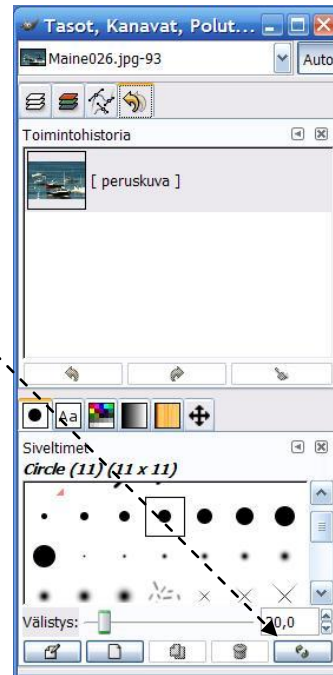 Tasot, Kanavat, Polut...
Maine026.jpg-93
Auto
Toimintohistoria
[ peruskuva ]
Aa
Siveltimet
Circle (11) (11 x 11)
Välistys:
20,0